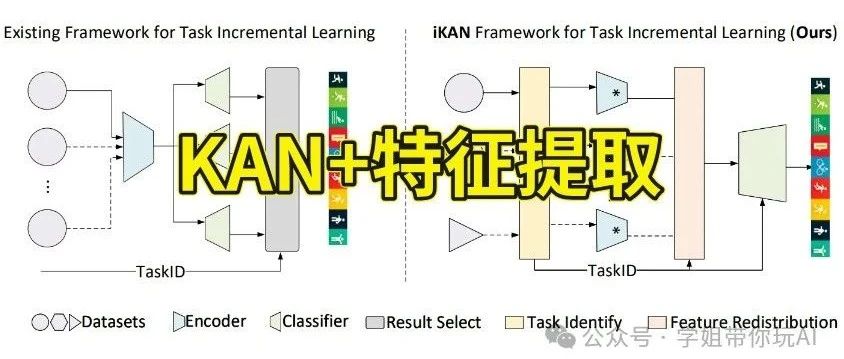 Existing Framework for Task Incremental Learning
iKAN Framework for Task Incremental Learning (Ours)
KAN+特征提取
*
*
TaskID
TaskID
Datasets
Encoder
Classifier
Result Select
Task Identify
Feature Redistribution
公众号 · 学姐带你玩AI